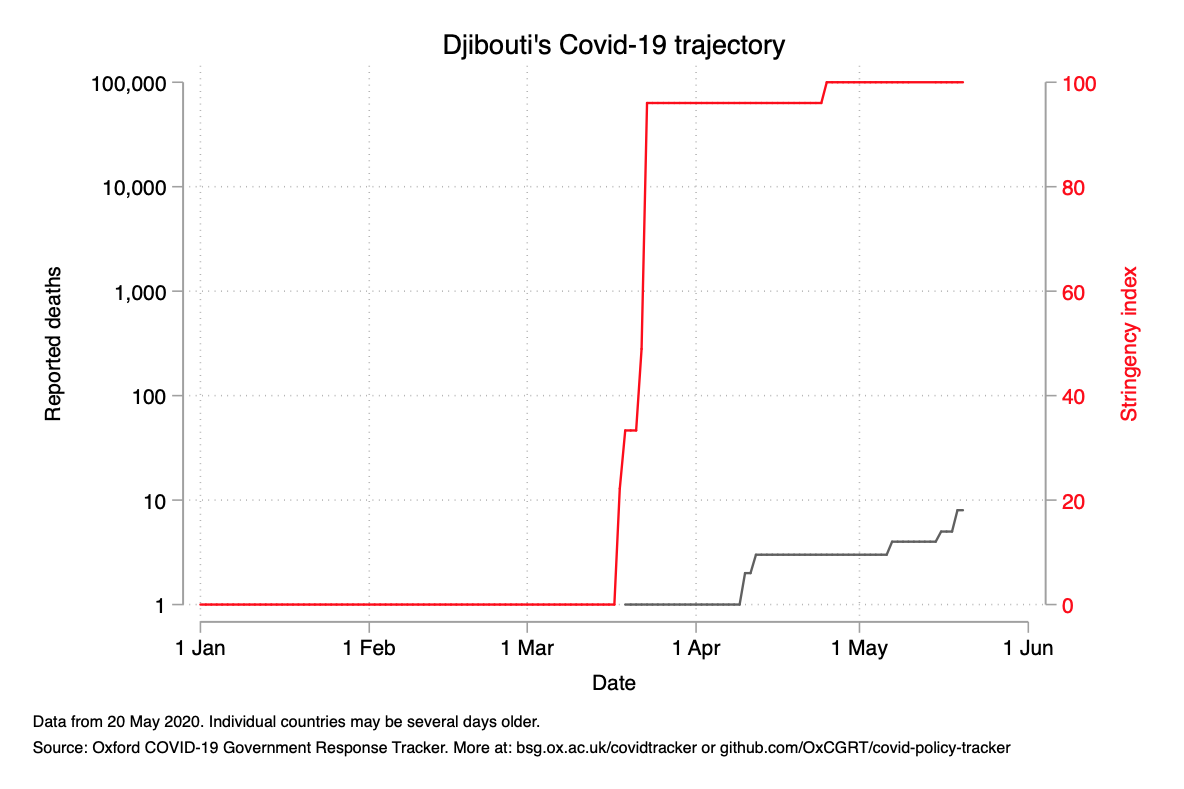 Djibouti's Covid-19 trajectory
100,000
10,000
1,000
100
10
1
Reported deaths
100
80
60
40
20
0
Stringency index
1 Jan
1 Feb
1 Mar
1 Apr
1 May
1 Jun
Date
Data from 20 May 2020. Individual countries may be several days older.
Source: Oxford COVID-19 Government Response Tracker. More at: bsg.ox.ac.uk/covidtracker or github.com/OxCGRT/covid-policy-tracker